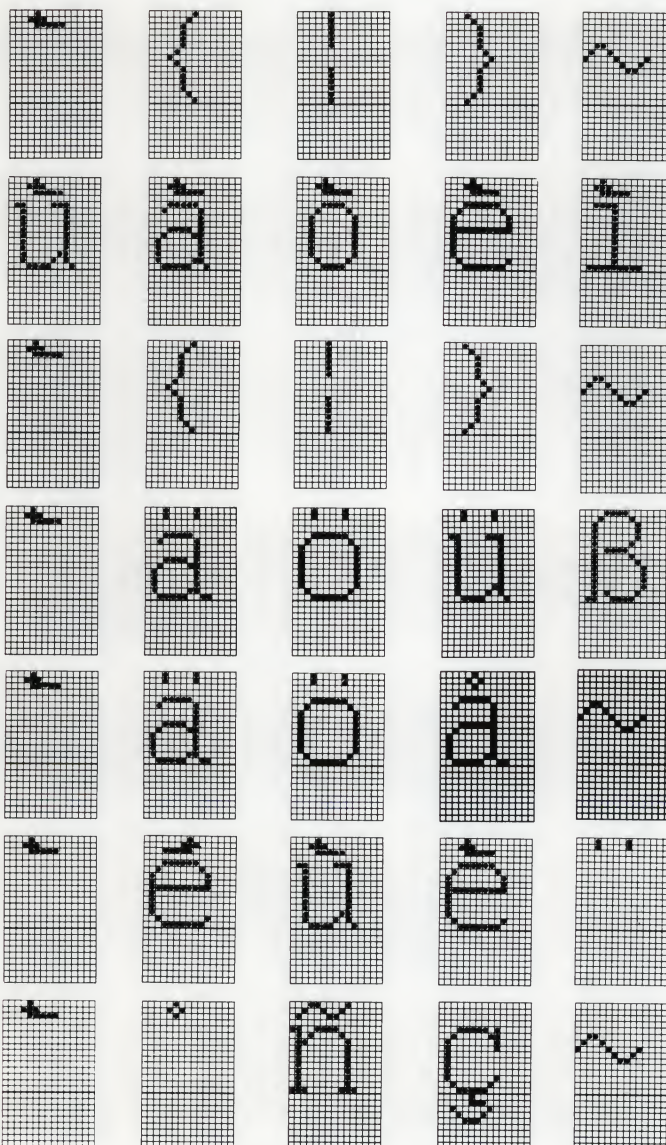 ` { ¦ } ~
ù à ò è ì
` { ¦ } ~
` ä ö ü ß
` ä ö å ~
` é ù è ¨
` ° ñ ç ~